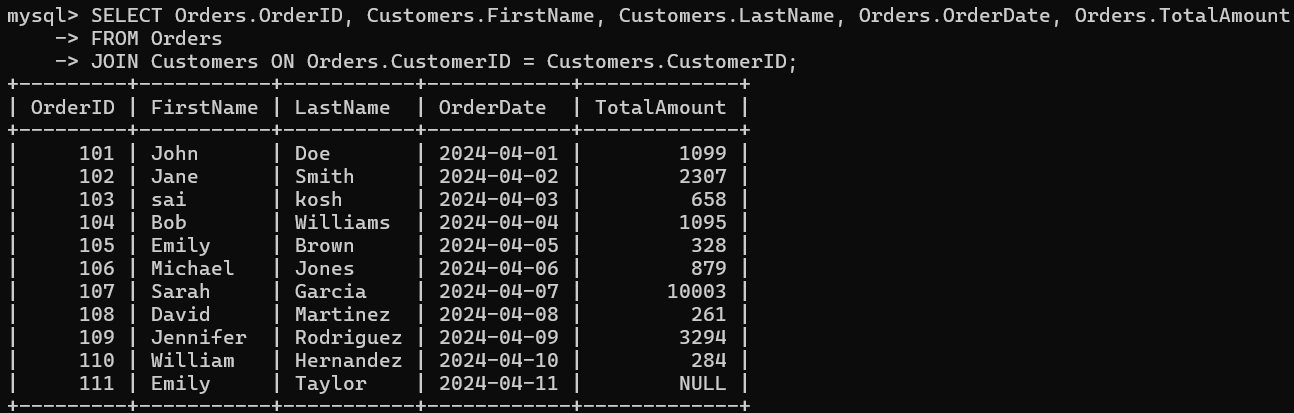 mysql> SELECT Orders.OrderID, Customers.FirstName, Customers.LastName, Orders.OrderDate, Orders.TotalAmount
    -> FROM Orders
    -> JOIN Customers ON Orders.CustomerID = Customers.CustomerID;
+---------+-----------+-----------+------------+-------------+
| OrderID | FirstName | LastName  | OrderDate  | TotalAmount |
+---------+-----------+-----------+------------+-------------+
|     101 | John      | Doe       | 2024-04-01 |        1099 |
|     102 | Jane      | Smith     | 2024-04-02 |        2307 |
|     103 | sai       | kosh      | 2024-04-03 |         658 |
|     104 | Bob       | Williams  | 2024-04-04 |        1095 |
|     105 | Emily     | Brown     | 2024-04-05 |         328 |
|     106 | Michael   | Jones     | 2024-04-06 |         879 |
|     107 | Sarah     | Garcia    | 2024-04-07 |       10003 |
|     108 | David     | Martinez  | 2024-04-08 |         261 |
|     109 | Jennifer  | Rodriguez | 2024-04-09 |        3294 |
|     110 | William   | Hernandez | 2024-04-10 |         284 |
|     111 | Emily     | Taylor    | 2024-04-11 |        NULL |
+---------+-----------+-----------+------------+-------------+